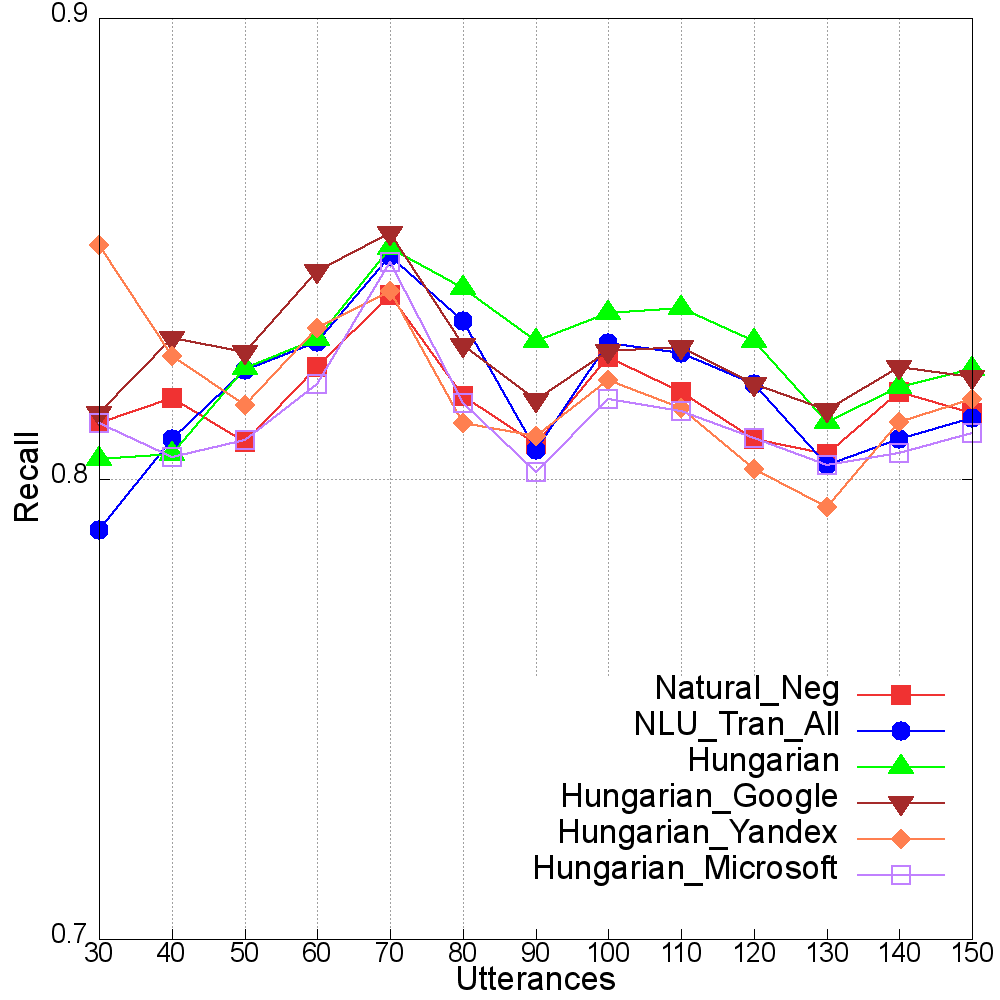 0.9
0.8
0.7
Recall
Natural_Neg
NLU_Tran_All
Hungarian
Hungarian_Google
Hungarian_Yandex
Hungarian_Microsoft
30 40 50 60 70 80 90 100 110 120 130 140 150
Utterances